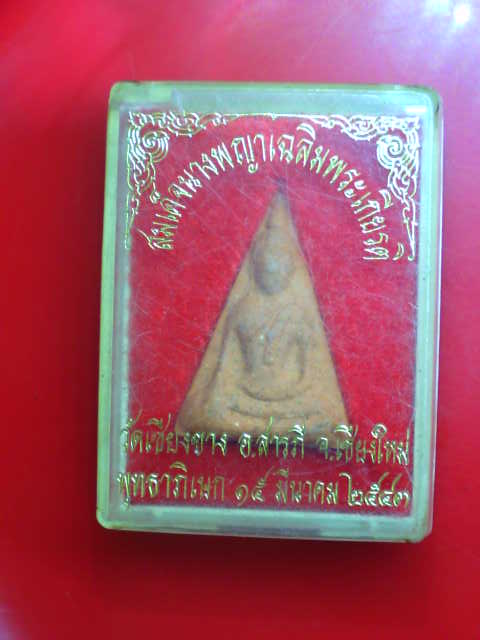 สมเด็จนางพญาเฉลิมพระเกียรติ
วัดเชียงขาง อ.สารภี จ.เชียงใหม่
พุทธาภิเษก ๑๕ มีนาคม ๒๕๔๓